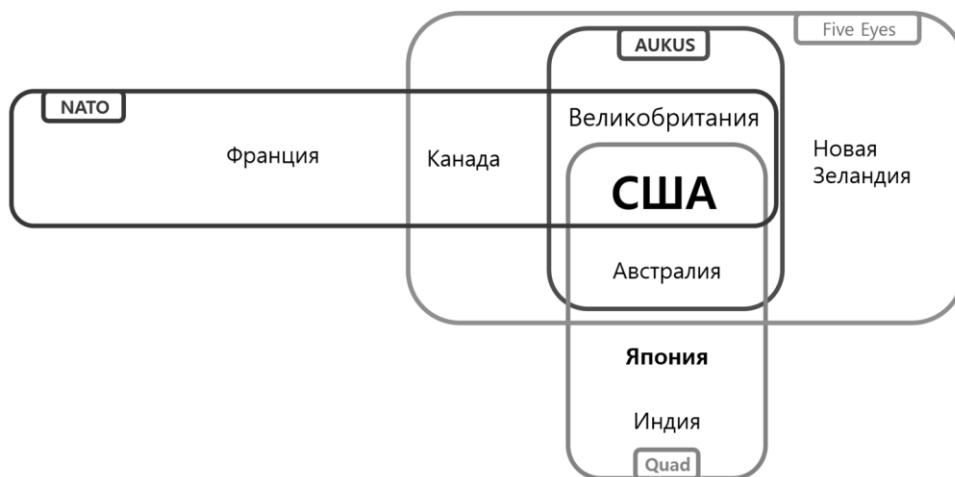 Five Eyes
AUKUS
NATO
Великобритания
Франция
Канада
Новая
Зеландия
США
Австралия
Япония
Индия
Quad